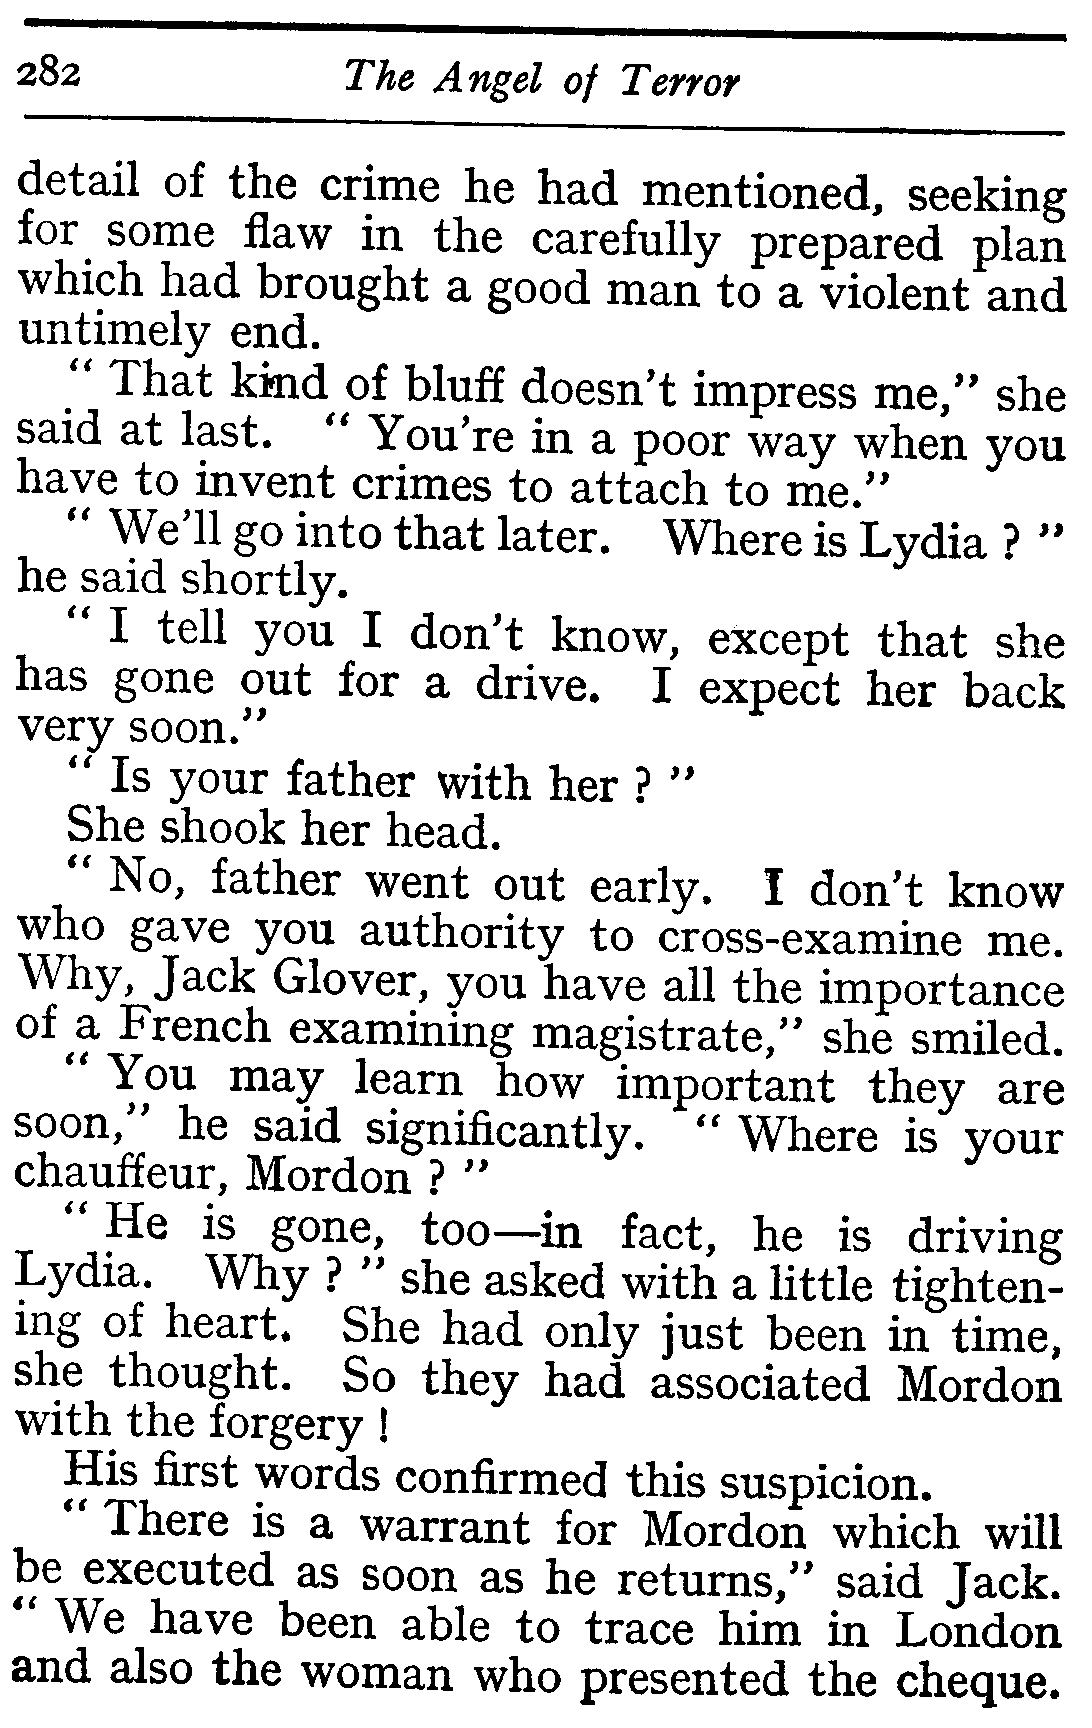 282 The Angel of Terror
detail of the crime he had mentioned, seeking
for some flaw in the carefully prepared plan
which had brought a good man to a violent and
untimely end.
" That kind of bluff doesn't impress me," she
said at last. " You're in a poor way when you
have to invent crimes to attach to me."
" We'll go into that later. Where is Lydia ? "
he said shortly.
" I tell you I don't know, except that she
has gone out for a drive. I expect her back
very soon."
" Is your father with her ? "
She shook her head.
" No, father went out early. I don't know
who gave you authority to cross-examine me.
Why, Jack Glover, you have all the importance
of a French examining magistrate," she smiled.
" You may learn how important they are
soon," he said significantly. " Where is your
chauffeur, Mordon ? "
" He is gone, too—in fact, he is driving
Lydia. Why ? " she asked with a little tighten-
ing of heart. She had only just been in time,
she thought. So they had associated Mordon
with the forgery !
His first words confirmed this suspicion.
" There is a warrant for Mordon which will
be executed as soon as he returns," said Jack.
" We have been able to trace him in London
and also the woman who presented the cheque.